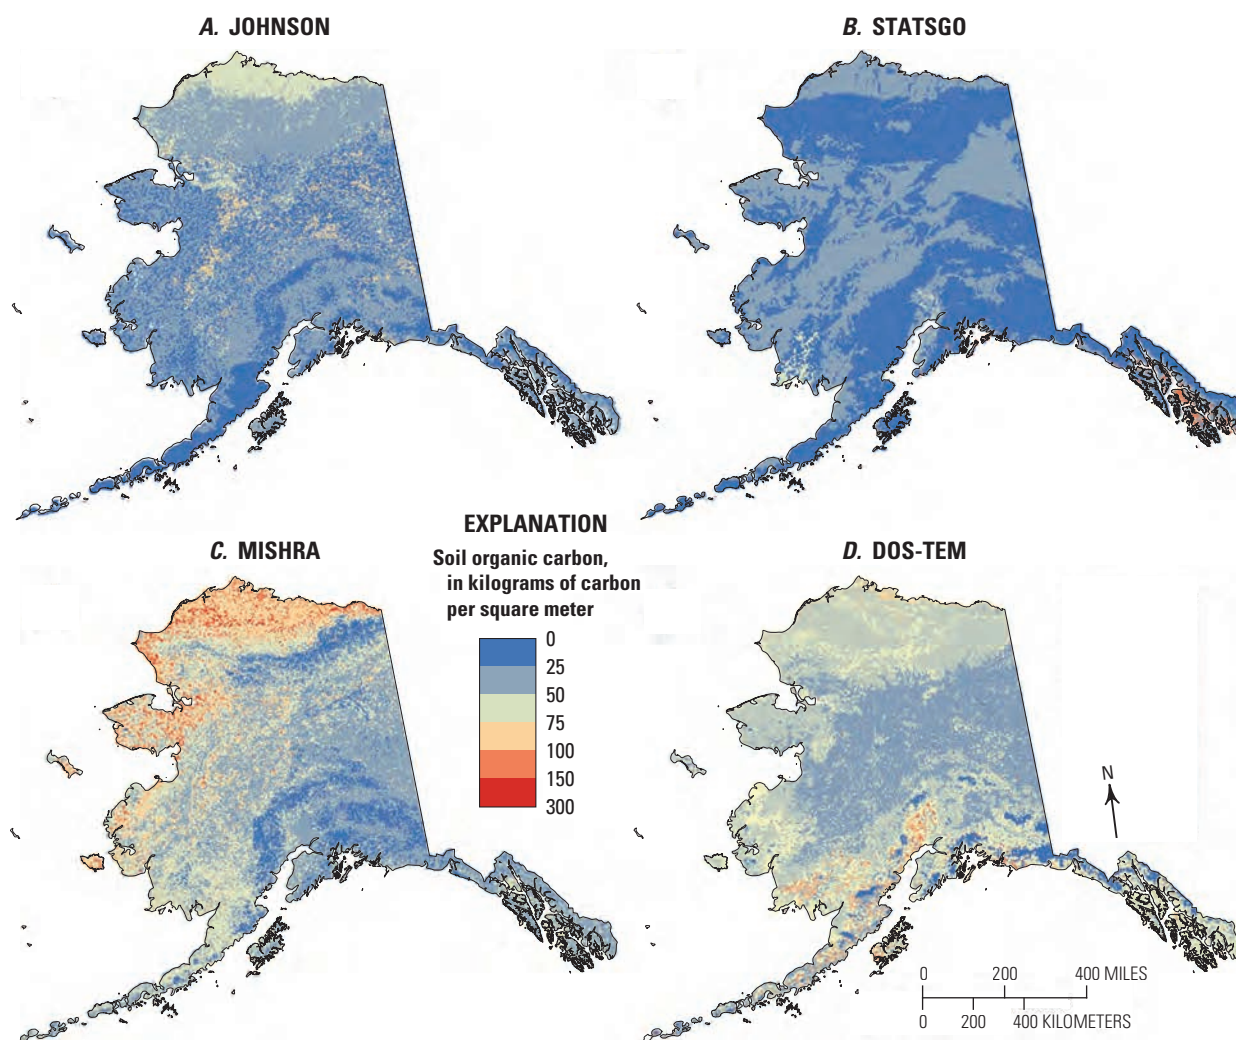 A. JOHNSON
B. STATSGO
EXPLANATION
Soil organic carbon,
in kilograms of carbon
per square meter
0
25
50
75
100
150
300
C. MISHRA
D. DOS-TEM
N
0 200 400 MILES
0 200 400 KILOMETERS